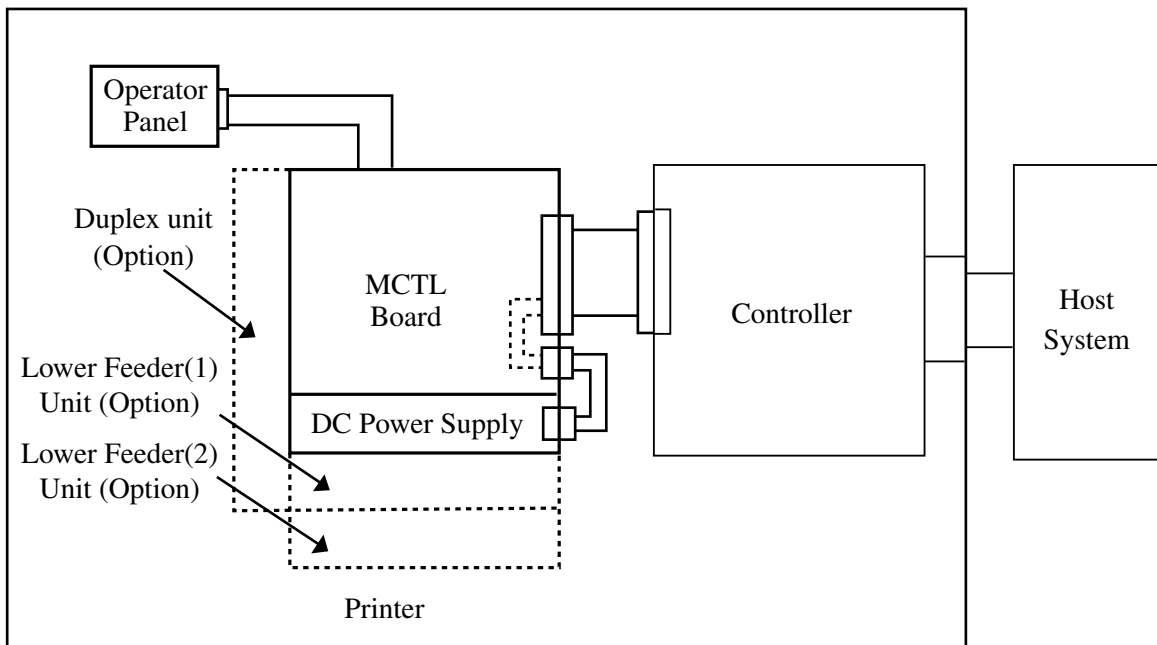 Operator
Panel
Duplex unit
(Option)
MCTL
Board
Controller
Host
System
Lower Feeder(1)
Unit (Option)
DC Power Supply
Lower Feeder(2)
Unit (Option)
Printer